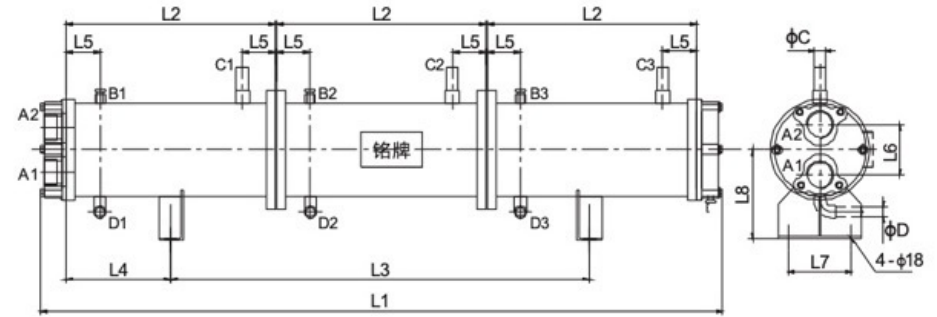 L2 L2 L2
L5 L5 L5 L5 L5 ϕC
C1 C2 C3
B1 B2 B3
A2 A2
铭牌
L6
A1 A1
L8
D1 D2 D3
ϕD
L4 L3 L7 4-ϕ18
L1